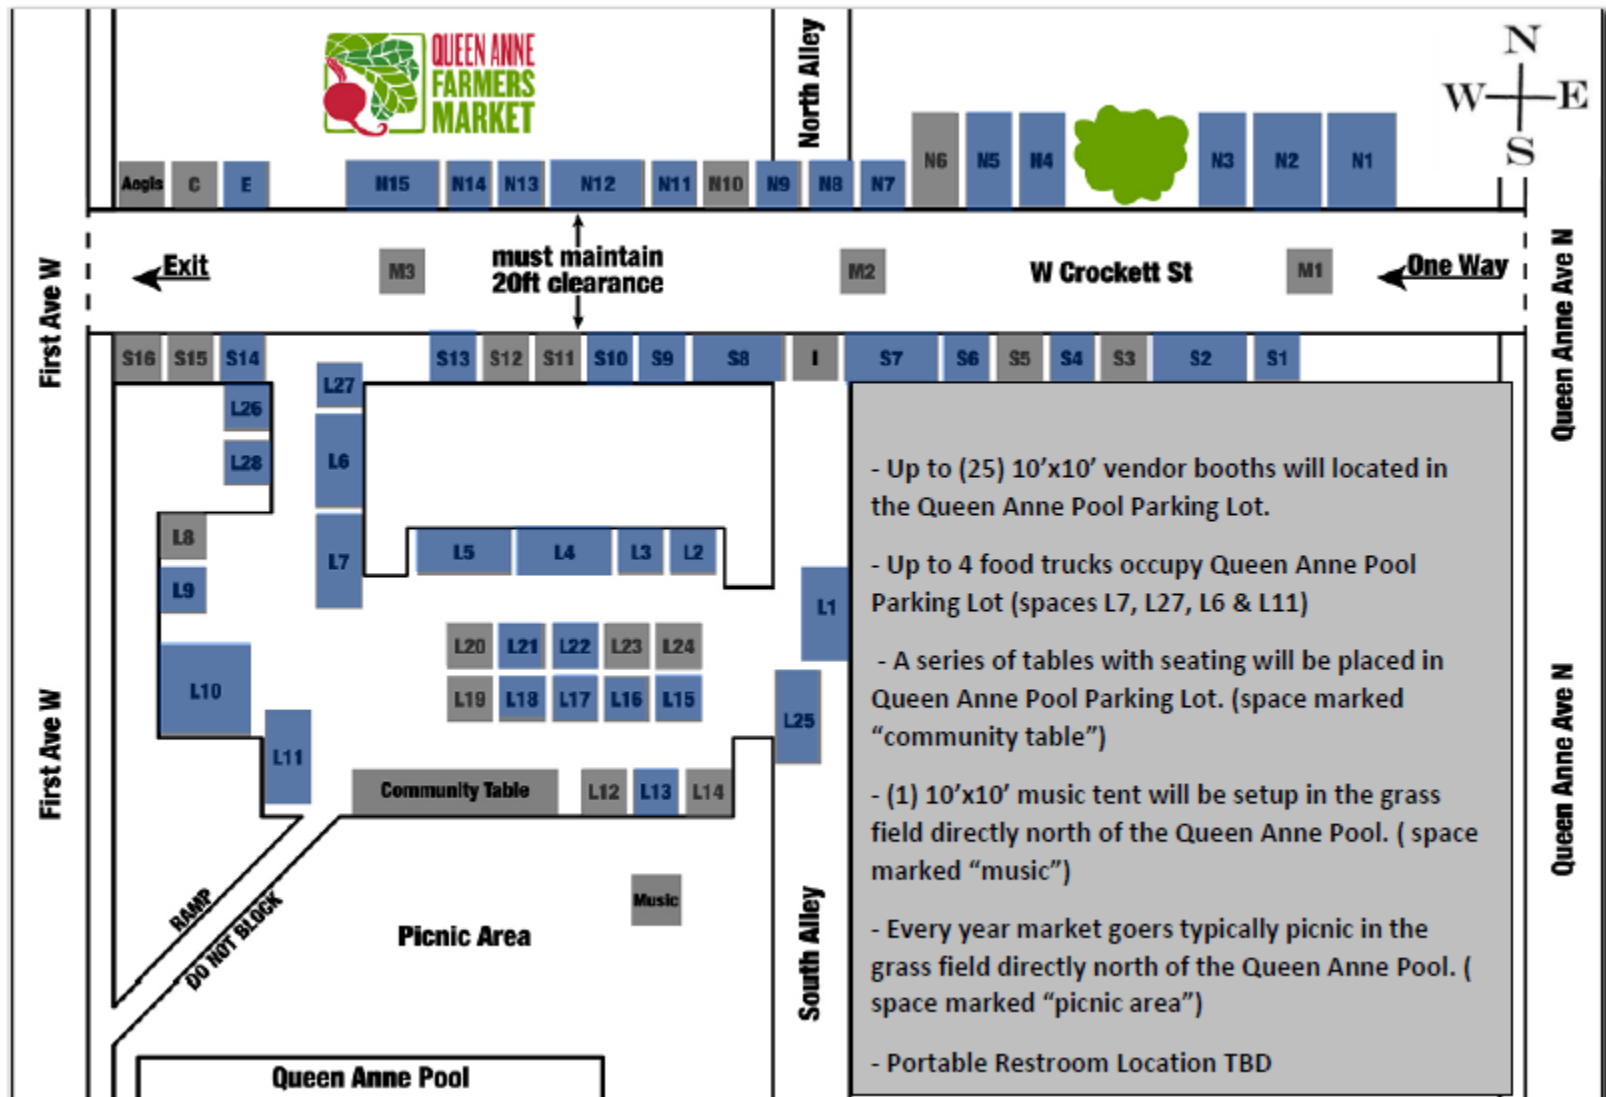 QUEEN ANNE
FARMERS
MARKET
North Alley
N
W E
S
Aegis C E N15 N14 N13 N12 N11 N10 N9 N8 N7 N6 N5 N4 N3 N2 N1
First Ave W
Exit
M3
must maintain
20ft clearance
M2
W Crockett St
M1
One Way
Queen Anne Ave N
S16 S15 S14 S13 S12 S11 S10 S9 S8 I S7 S6 S5 S4 S3 S2 S1
L27
L26
L28
L6
L8
L7
L5 L4 L3 L2
L9
L1
L20 L21 L22 L23 L24
L10
L19 L18 L17 L16 L15
L25
L11
Community Table
L12 L13 L14
First Ave W
RAMP
DO NOT BLOCK
Music
Picnic Area
South Alley
Queen Anne Pool
- Up to (25) 10’x10’ vendor booths will located in
the Queen Anne Pool Parking Lot.
- Up to 4 food trucks occupy Queen Anne Pool
Parking Lot (spaces L7, L27, L6 & L11)
- A series of tables with seating will be placed in
Queen Anne Pool Parking Lot. (space marked
“community table”)
- (1) 10’x10’ music tent will be setup in the grass
field directly north of the Queen Anne Pool. ( space
marked “music”)
- Every year market goers typically picnic in the
grass field directly north of the Queen Anne Pool. (
space marked “picnic area”)
- Portable Restroom Location TBD
Queen Anne Ave N